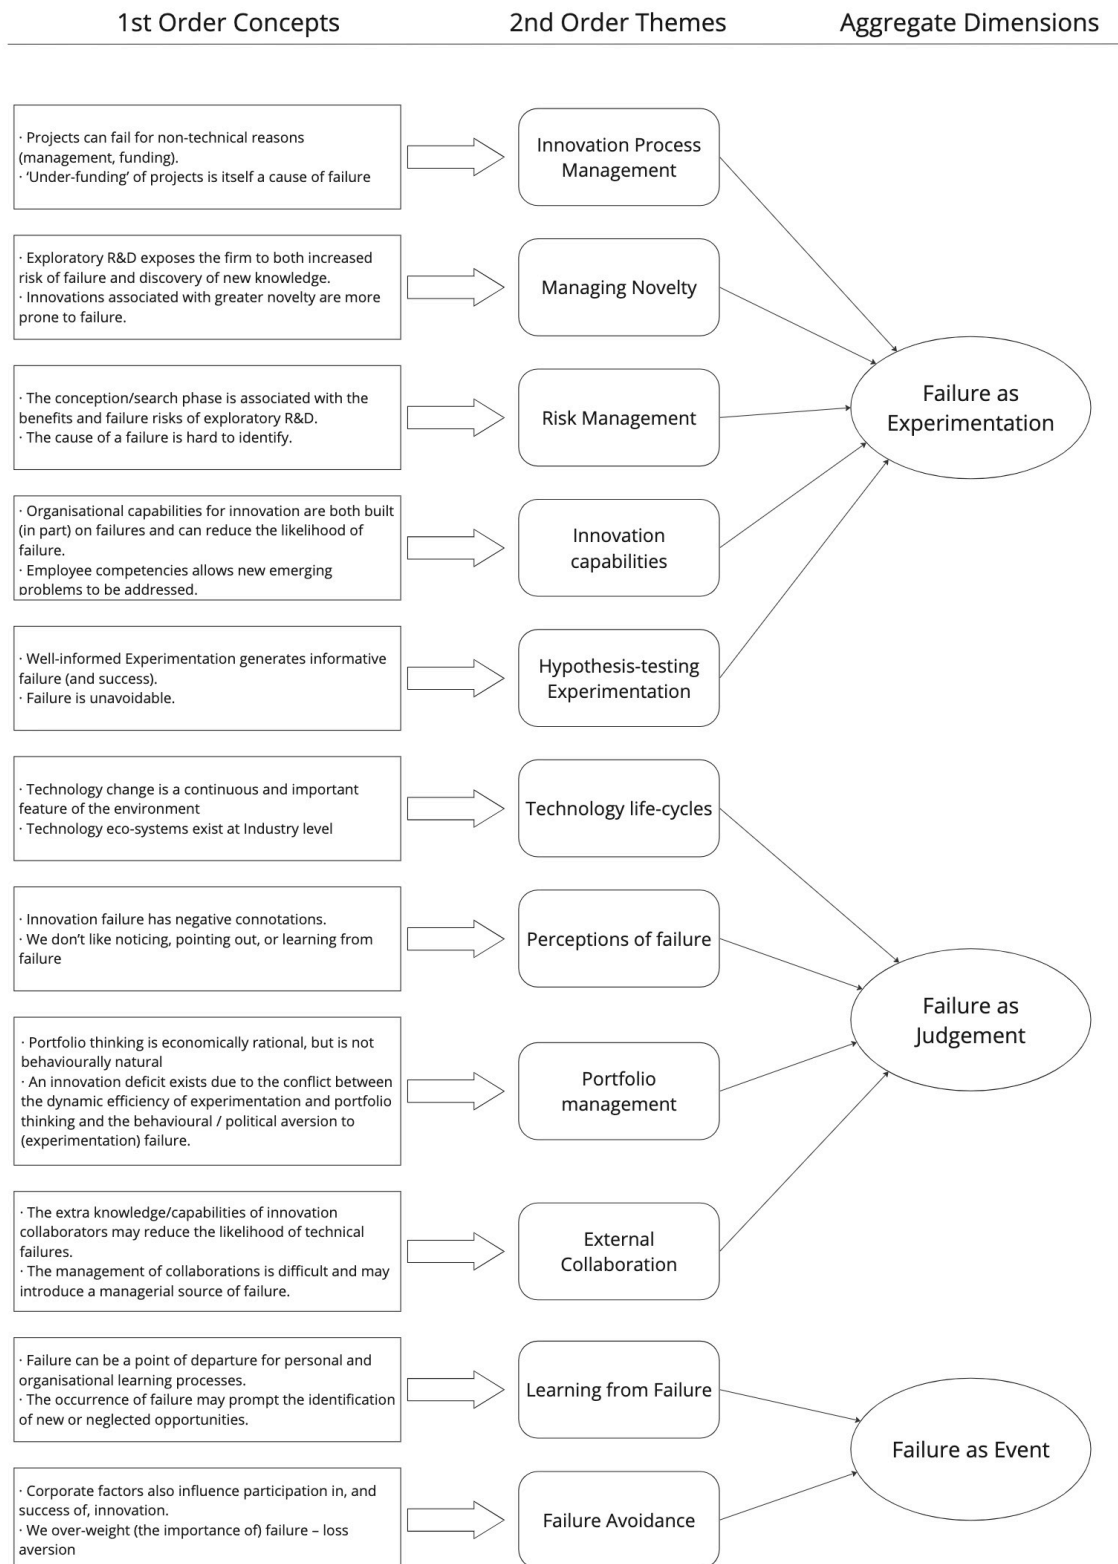 1st Order Concepts
2nd Order Themes
Aggregate Dimensions
· Projects can fail for non-technical reasons
(management, funding).
· ‘Under-funding’ of projects is itself a cause of failure
Innovation Process
Management
· Exploratory R&D exposes the firm to both increased
risk of failure and discovery of new knowledge.
· Innovations associated with greater novelty are more
prone to failure.
Managing Novelty
· The conception/search phase is associated with the
benefits and failure risks of exploratory R&D.
· The cause of a failure is hard to identify.
Risk Management
Failure as
Experimentation
· Organisational capabilities for innovation are both built
(in part) on failures and can reduce the likelihood of
failure.
· Employee competencies allows new emerging
problems to be addressed.
Innovation
capabilities
· Well-informed Experimentation generates informative
failure (and success).
· Failure is unavoidable.
Hypothesis-testing
Experimentation
· Technology change is a continuous and important
feature of the environment
· Technology eco-systems exist at Industry level
Technology life-cycles
· Innovation failure has negative connotations.
· We don’t like noticing, pointing out, or learning from
failure
Perceptions of failure
Failure as
Judgement
· Portfolio thinking is economically rational, but is not
behaviourally natural
· An innovation deficit exists due to the conflict between
the dynamic efficiency of experimentation and portfolio
thinking and the behavioural / political aversion to
(experimentation) failure.
Portfolio
management
· The extra knowledge/capabilities of innovation
collaborators may reduce the likelihood of technical
failures.
· The management of collaborations is difficult and may
introduce a managerial source of failure.
External
Collaboration
· Failure can be a point of departure for personal and
organisational learning processes.
· The occurrence of failure may prompt the identification
of new or neglected opportunities.
Learning from Failure
Failure as Event
· Corporate factors also influence participation in, and
success of, innovation.
· We over-weight (the importance of) failure – loss
aversion
Failure Avoidance